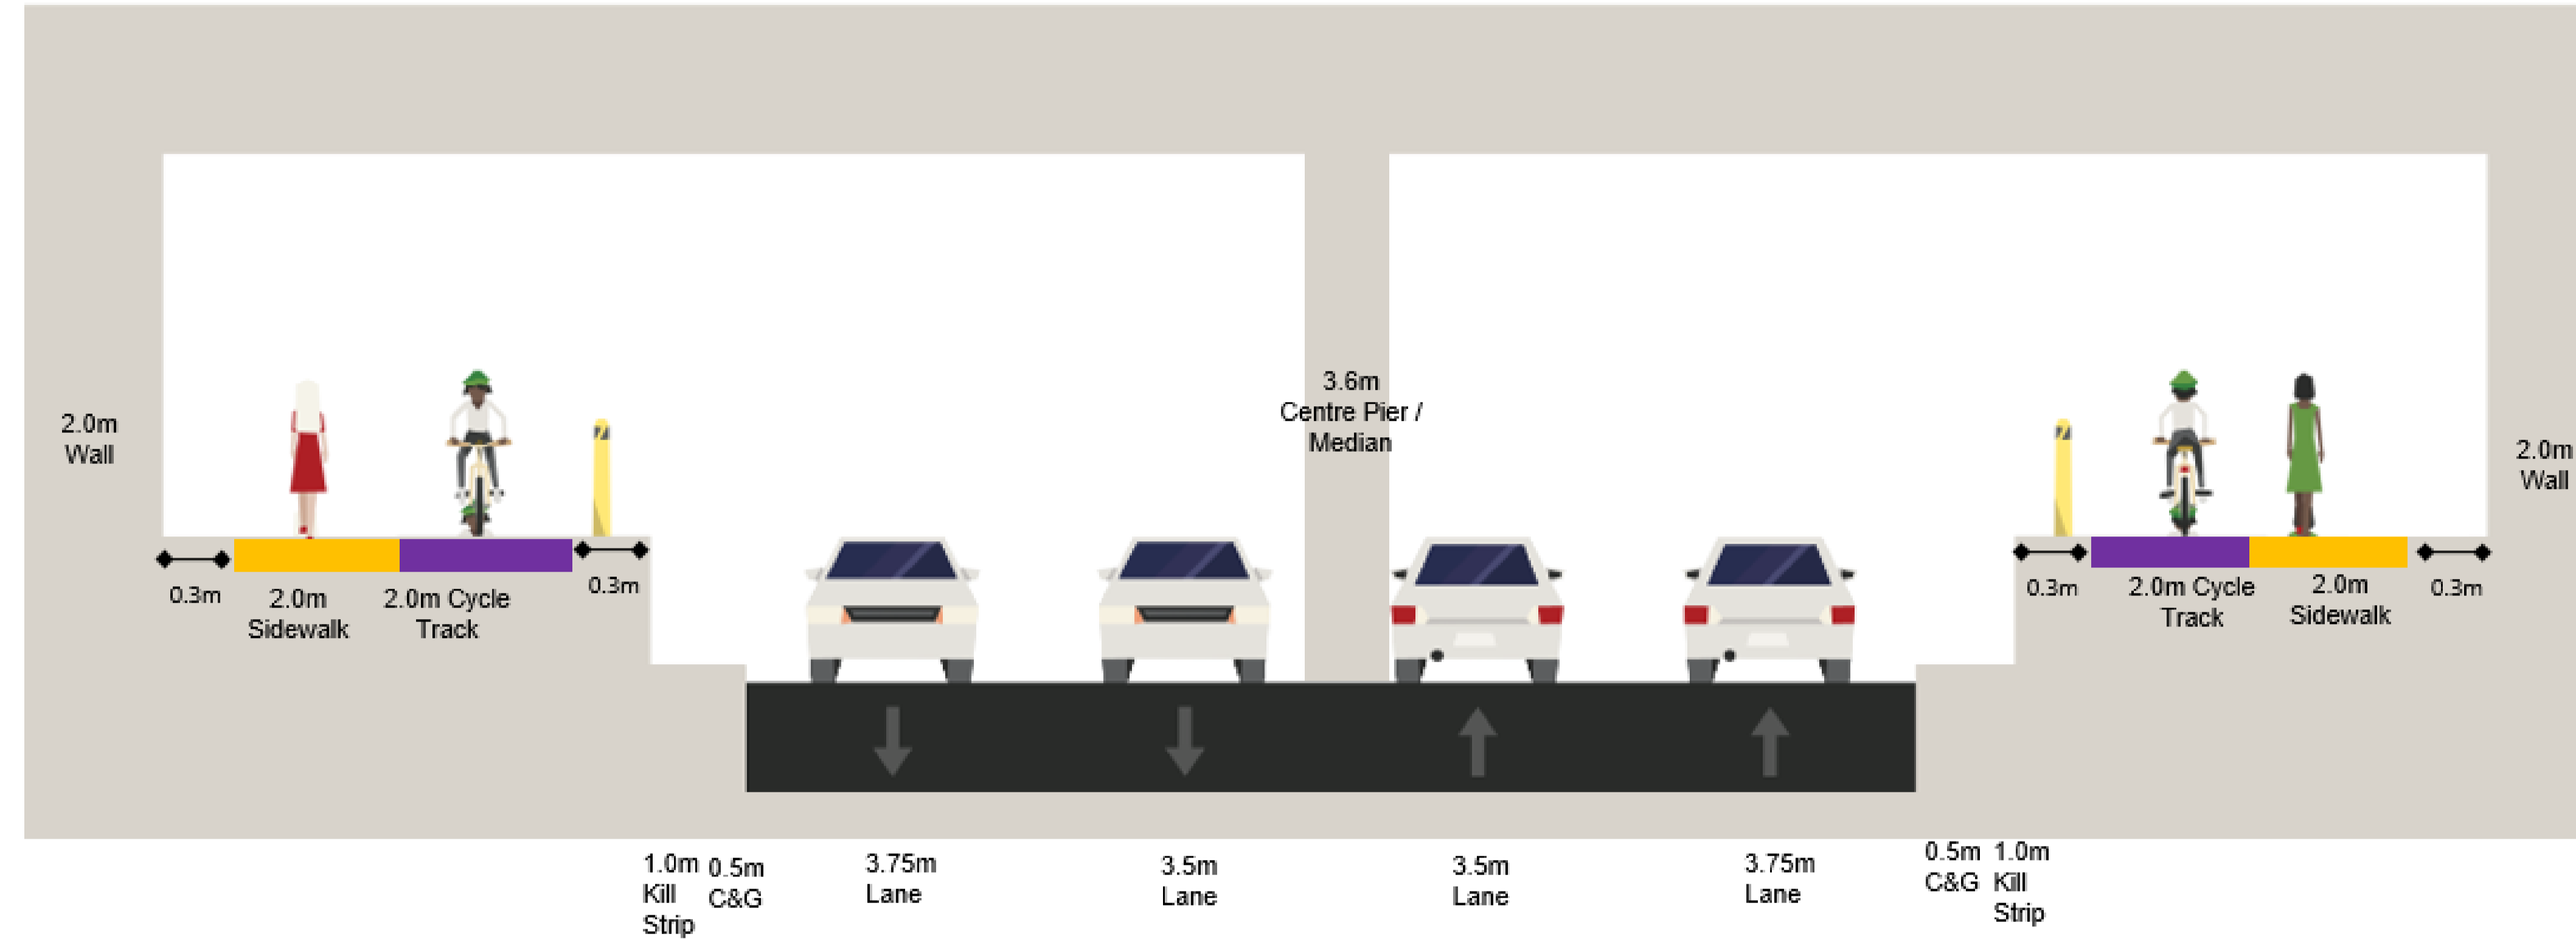 2.0m
Wall
3.6m
Centre Pier /
Median
2.0m
Wall
0.3m
2.0m
Sidewalk
2.0m Cycle
Track
0.3m
0.3m
2.0m Cycle
Track
2.0m
Sidewalk
0.3m
1.0m
Kill
Strip
0.5m
C&G
3.75m
Lane
3.5m
Lane
3.5m
Lane
3.75m
Lane
0.5m
C&G
1.0m
Kill
Strip